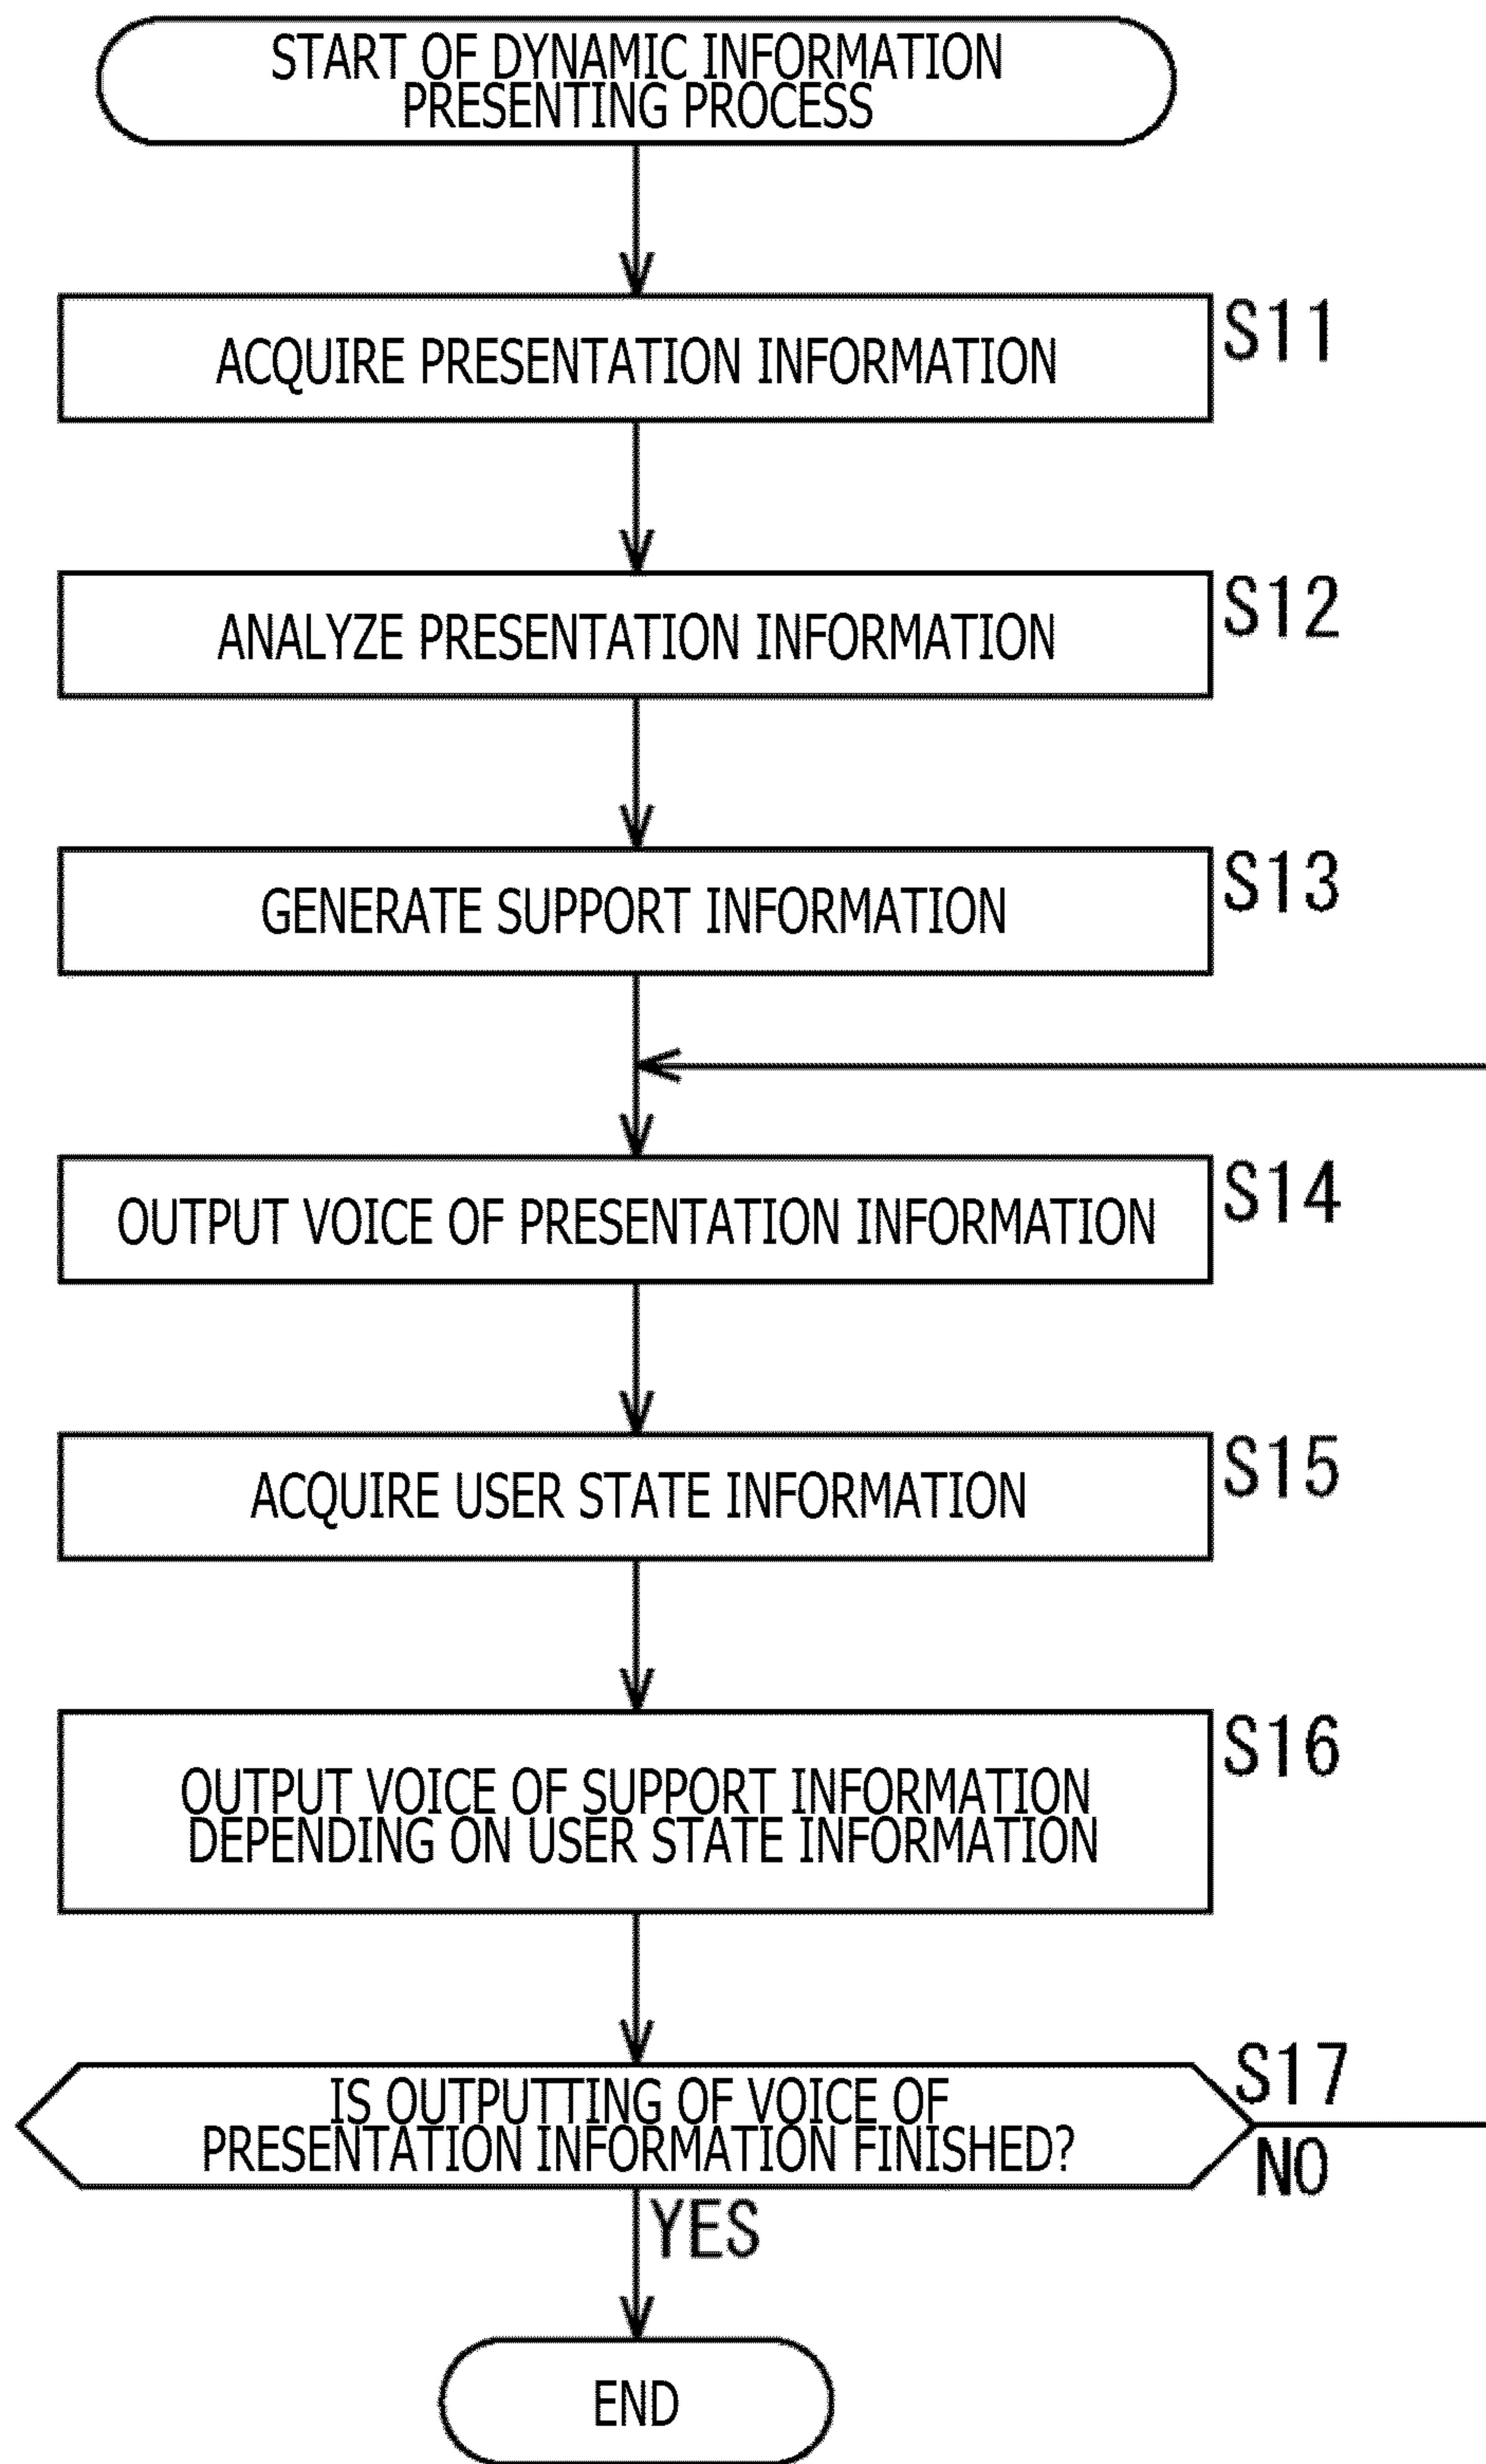 START OF DYNAMIC INFORMATION
PRESENTING PROCESS
S11
ACQUIRE PRESENTATION INFORMATION
S12
ANALYZE PRESENTATION INFORMATION
S13
GENERATE SUPPORT INFORMATION
S14
OUTPUT VOICE OF PRESENTATION INFORMATION
S15
ACQUIRE USER STATE INFORMATION
S16
OUTPUT VOICE OF SUPPORT INFORMATION
DEPENDING ON USER STATE INFORMATION
S17
IS OUTPUTTING OF VOICE OF
PRESENTATION INFORMATION FINISHED?
NO
YES
END